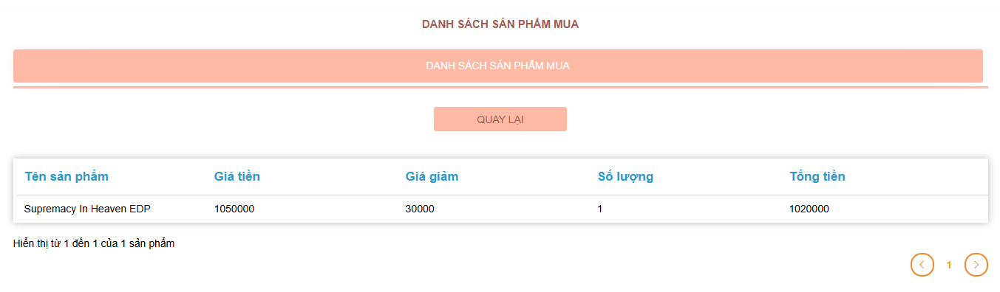 DANH SÁCH SẢN PHẨM MUA
DANH SÁCH SẢN PHẨM MUA
QUAY LẠI
Tên sản phẩm Giá tiền Giá giảm Số lượng Tổng tiền
Supremacy In Heaven EDP 1050000 30000 1 1020000
Hiển thị từ 1 đến 1 của 1 sản phẩm
1